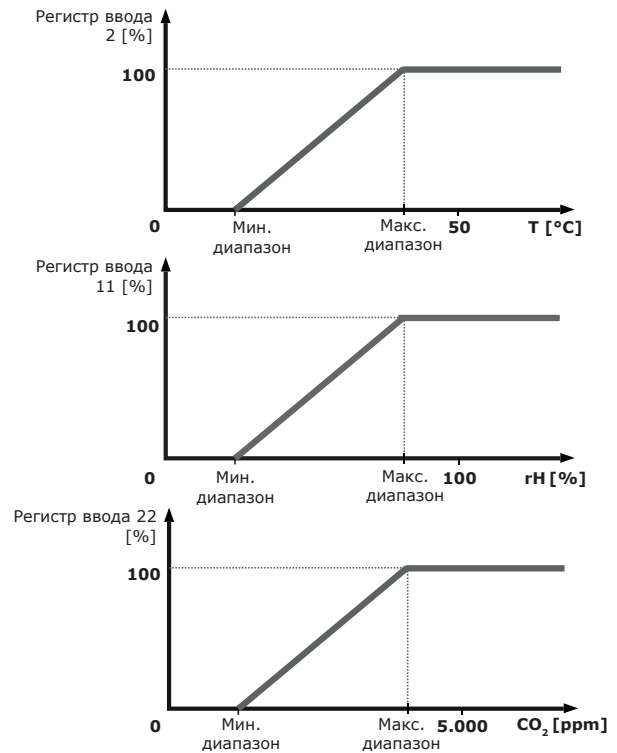 Регистр ввода
2 [%]
100
0
Мин.
диапазон
Макс.
диапазон
50
T [°C]
Регистр ввода
11 [%]
100
0
Мин.
диапазон
Макс.
диапазон
100
rH [%]
Регистр ввода 22
[%]
100
0
Мин.
диапазон
Макс.
диапазон
5.000
CO₂ [ppm]